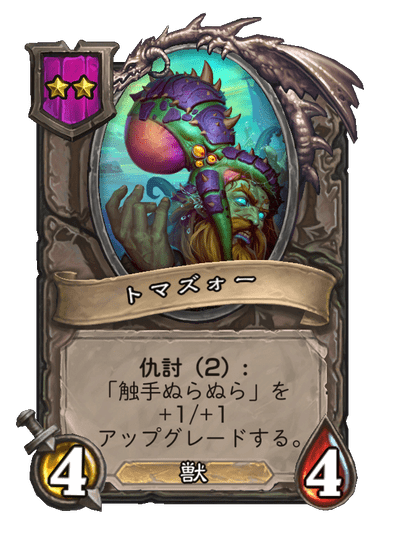 トマズォー
仇討（2）:
「触手ぬらぬら」を
+1/+1
アップグレードする。
4
獣
4